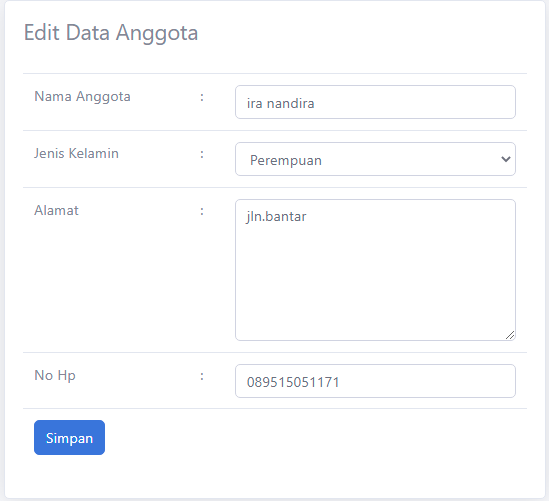 Edit Data Anggota
Nama Anggota : ira nandira
Jenis Kelamin : Perempuan
Alamat : jln.bantar
No Hp : 089515051171
Simpan